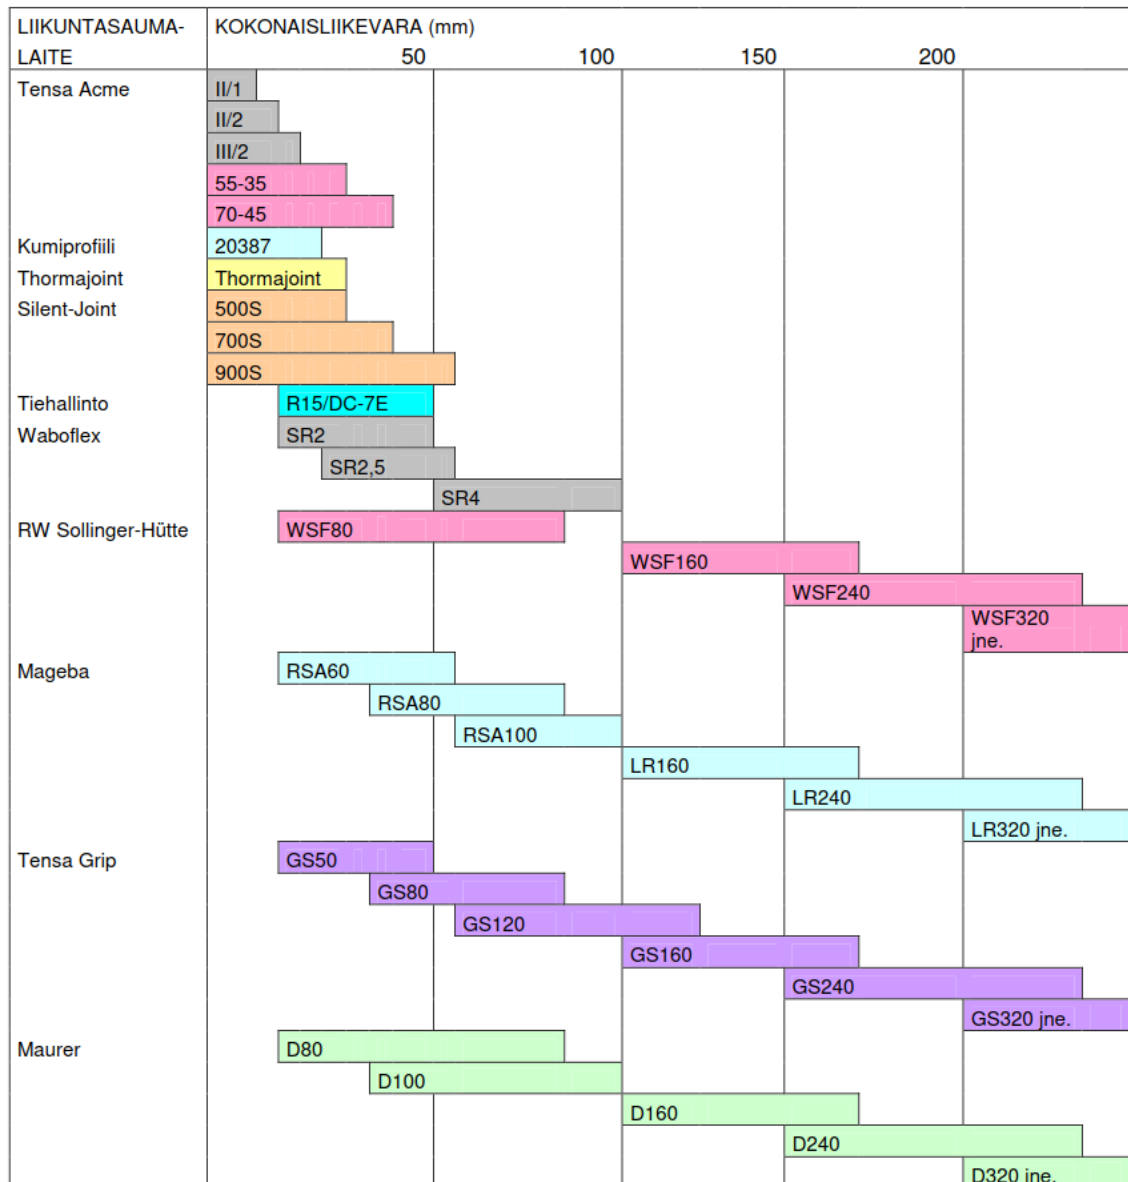 LIIKUNTASAUMA- KOKONAISLIIKEVARA (mm)
LAITE 50 100 150 200
Tensa Acme II/1
II/2
III/2
55-35
70-45
Kumiprofiili 20387
Thormajoint Thormajoint
Silent-Joint 500S
700S
900S
Tiehallinto R15/DC-7E
Waboflex SR2
SR2,5
SR4
RW Sollinger-Hütte WSF80
WSF160
WSF240
WSF320
jne.
Mageba RSA60
RSA80
RSA100
LR160
LR240
LR320 jne.
Tensa Grip GS50
GS80
GS120
GS160
GS240
GS320 jne.
Maurer D80
D100
D160
D240
D320 jne.